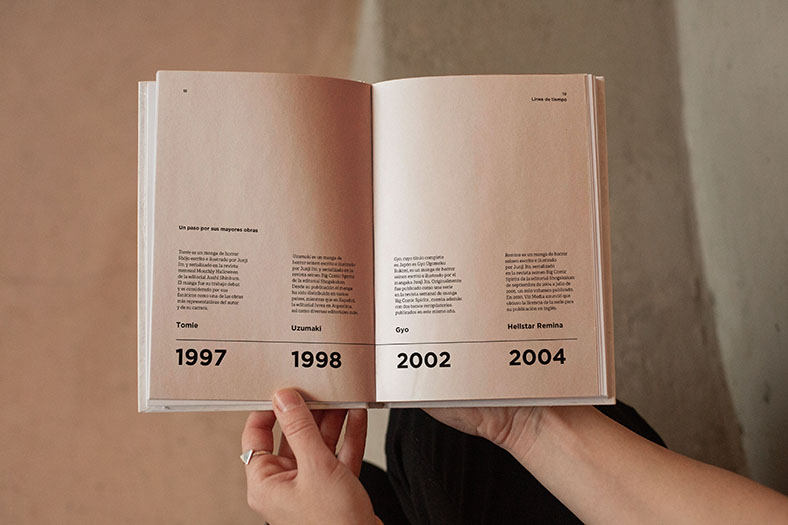 18
19
Línea de tiempo
Un paso por sus mayores obras
Tomie es un manga de horror
Shōjo escrito e ilustrado por Junji
Ito, y serializado en la revista
mensual Monthly Halloween
de la editorial Asahi Shinbun.
El manga fue su trabajo debut
y es considerado por sus
fanáticos como una de las obras
más representativas del autor
y de su carrera.
Tomie
1997
Uzumaki es un manga de
horror seinen escrito e ilustrado
por Junji Ito, y serializado en la
revista seinen Big Comic Spirits
de la editorial Shogakukan.
Desde su publicación el manga
ha sido distribuido en varios
países, mientras que en Español,
la editorial Ivrea en Argentina,
así como diversas editoriales más.
Uzumaki
1998
Gyo, cuyo título completo
en Japón es Gyo Ugomeku
Bukimi, es un manga de horror
seinen escrito e ilustrado por el
mangaka Junji Ito. Originalmente
fue publicado como una serie
en la revista semanal de manga
Big Comic Spirits, cuenta además
con dos tomos recopilatorios
publicados en este mismo año.
Gyo
2002
Remina es un manga de horror
seinen escrito e ilustrado
por Junji Ito, serializado
en la revista seinen Big Comic
Spirits de la editorial Shogakukan
de septiembre de 2004 a julio de
2005, un solo volumen publicado.
En 2000, Viz Media anunció que
obtuvo la licencia de la serie para
su publicación en inglés.
Hellstar Remina
2004